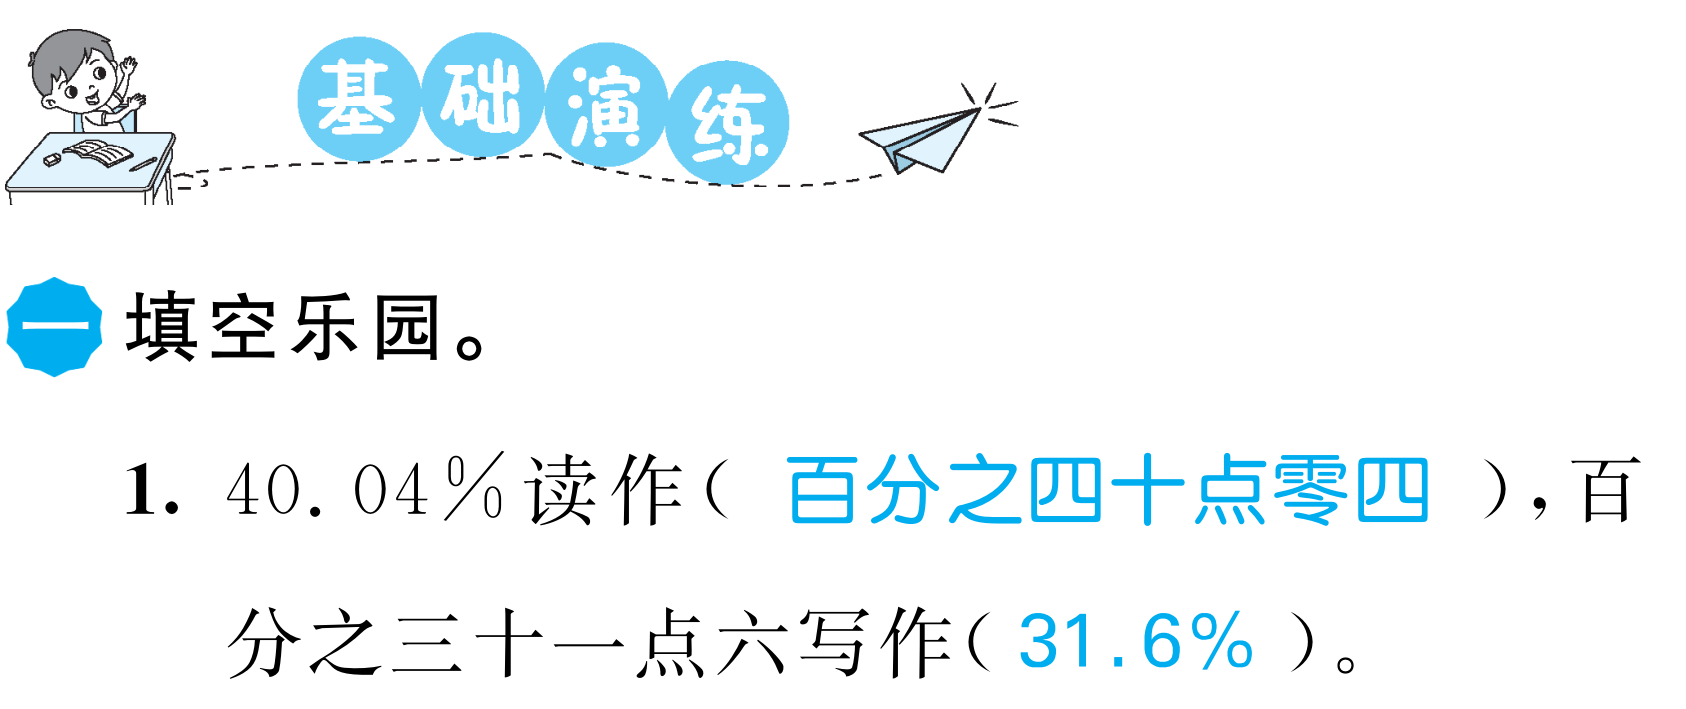 基础演练
一 填空乐园。
1. 40.04%读作( 百分之四十点零四 ),百
分之三十一点六写作( 31.6% )。